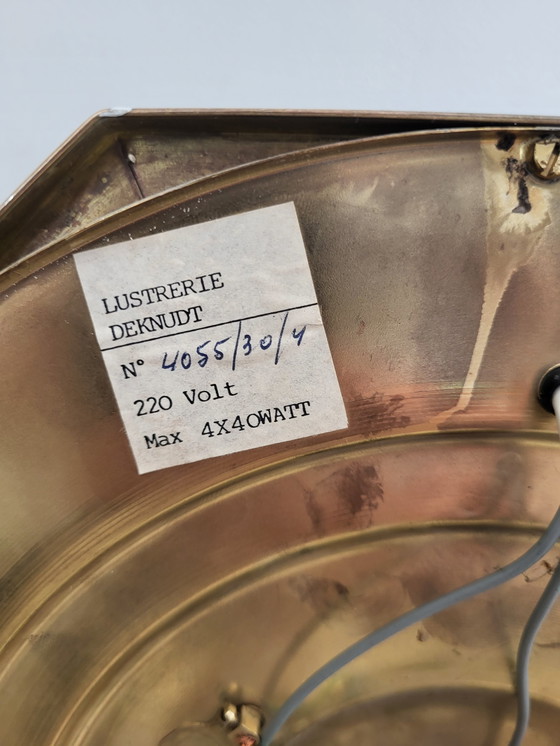 LUSTRERIE
DEKNUDT
N° 4055/30/4
220 Volt
Max 4X40WATT